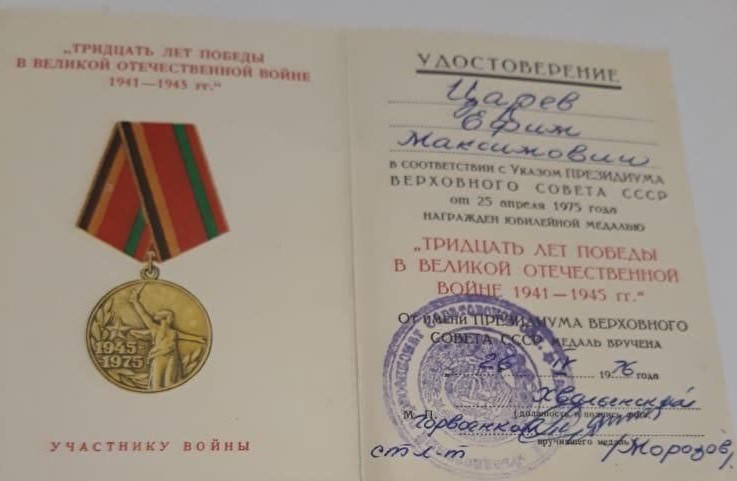 „ТРИДЦАТЬ ЛЕТ ПОБЕДЫ
В ВЕЛИКОЙ ОТЕЧЕСТВЕННОЙ ВОЙНЕ
1941—1945 гг.“
1945
1975
УЧАСТНИКУ ВОЙНЫ
УДОСТОВЕРЕНИЕ
Царев
Ефим
Максимович
В СООТВЕТСТВИИ с Указом ПРЕЗИДИУМА
ВЕРХОВНОГО СОВЕТА СССР
от 25 апреля 1975 года
НАГРАЖДЕН ЮБИЛЕЙНОЙ МЕДАЛЬЮ
„ТРИДЦАТЬ ЛЕТ ПОБЕДЫ
В ВЕЛИКОЙ ОТЕЧЕСТВЕННОЙ
ВОЙНЕ 1941—1945 гг.“
От имени ПРЕЗИДИУМА ВЕРХОВНОГО
СОВЕТА СССР МЕДАЛЬ ВРУЧЕНА
26 IV 1976 года
Хвалынский
М. П. (должность и подпись лица,
Горвоенком
вручившего медаль)
ст л-т /Морозов/